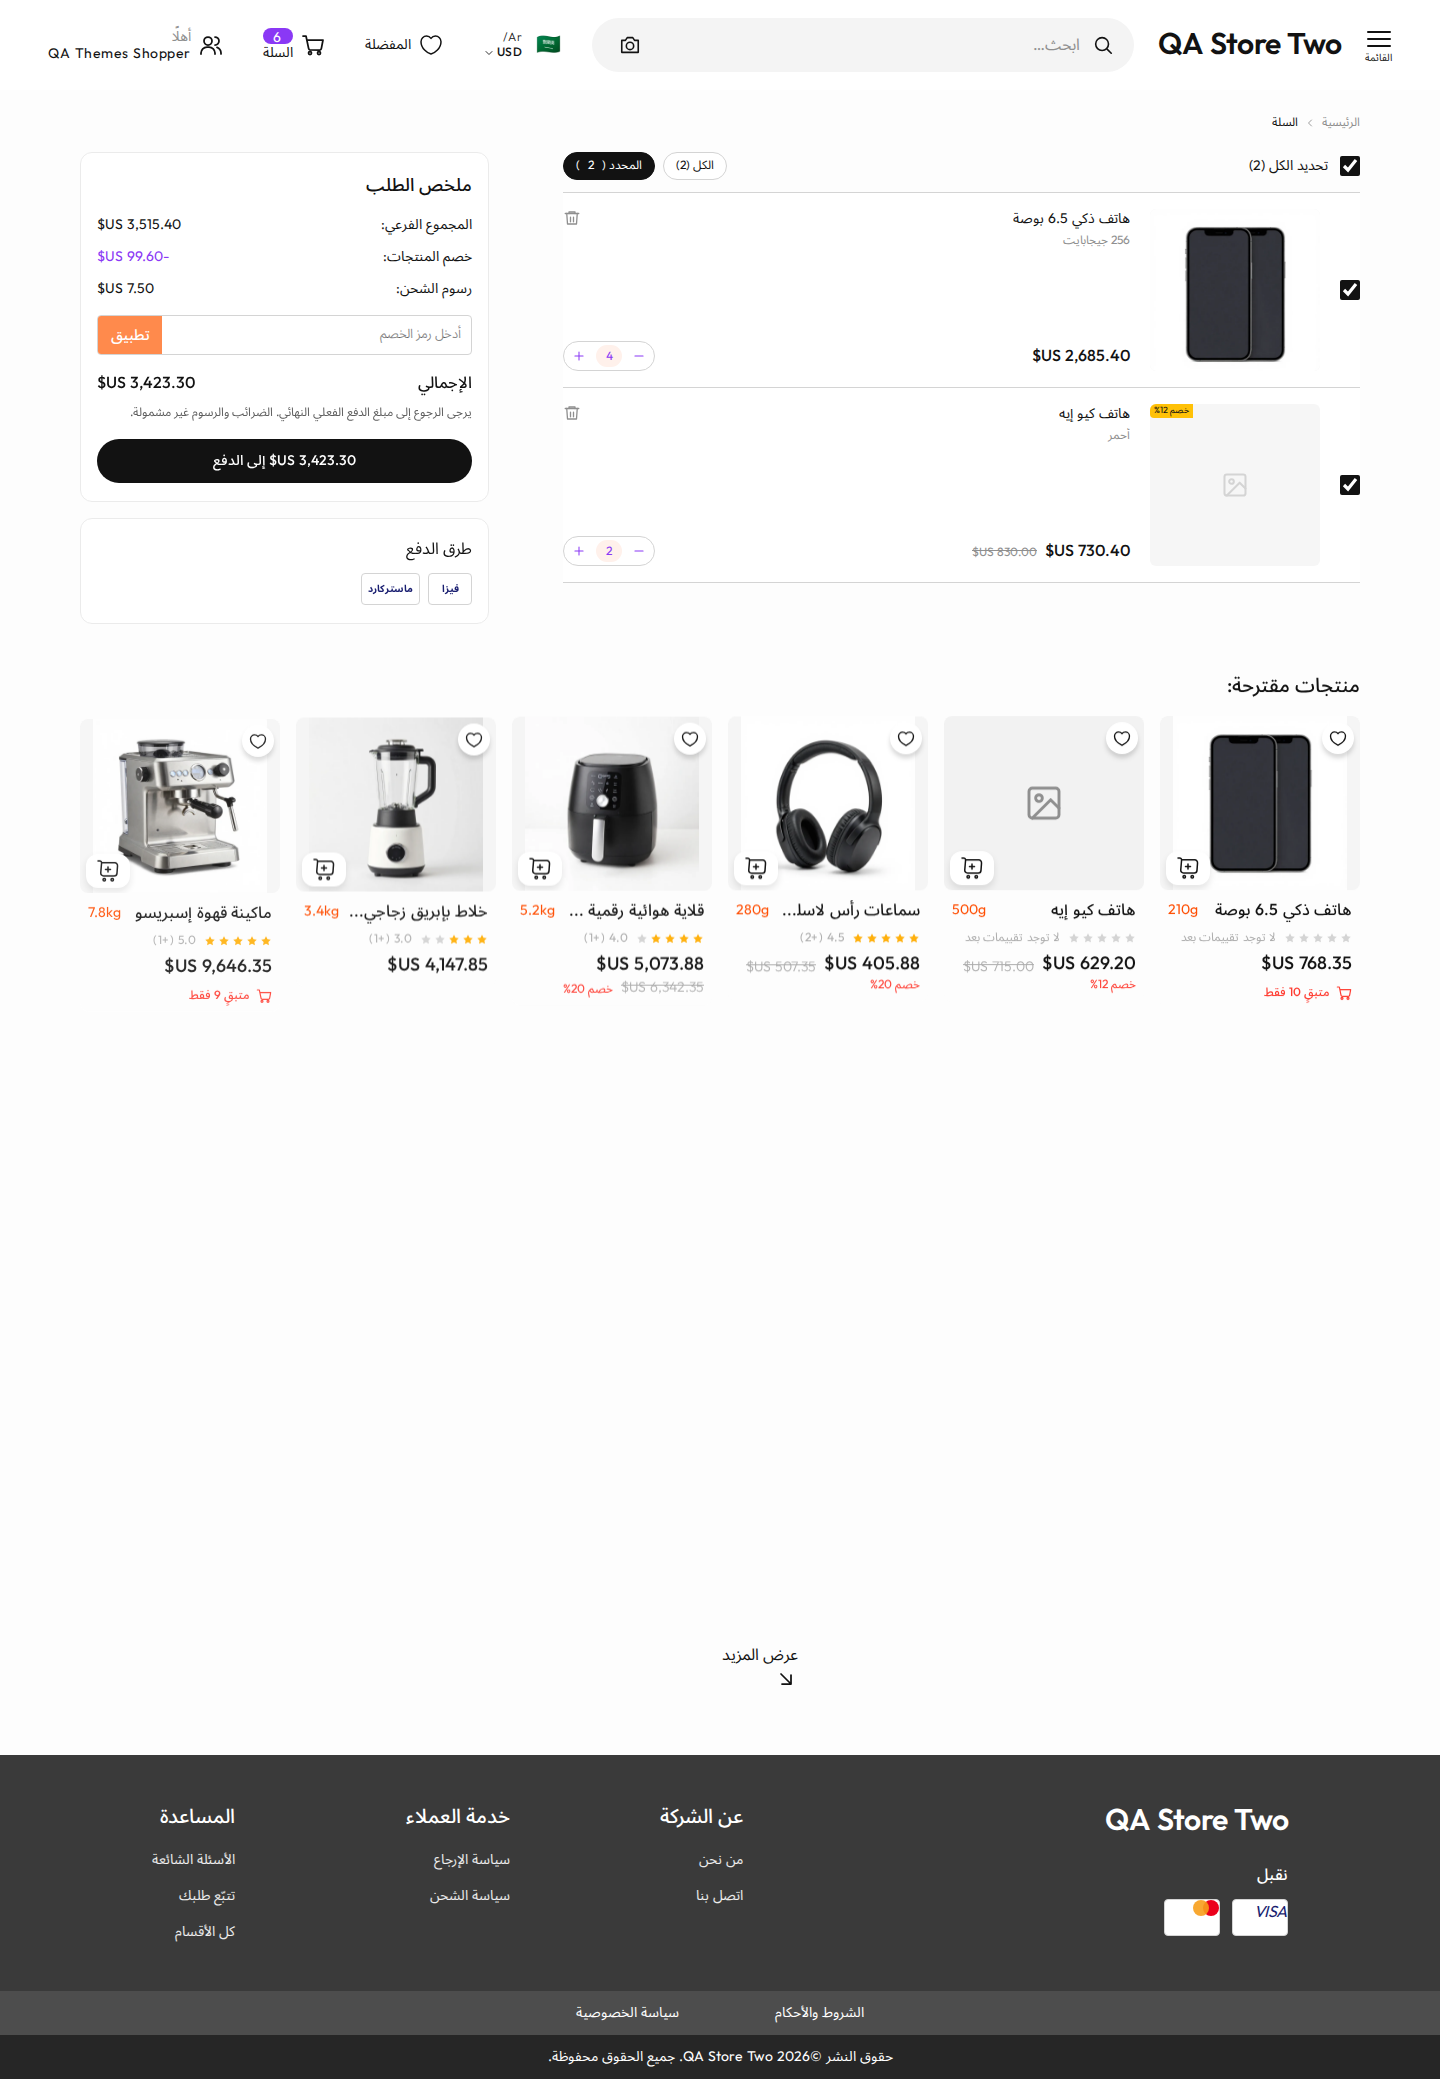 القائمة
QA Store Two
ابحث...
Ar/
USD
المفضلة
6
السلة
أهلًا
QA Themes Shopper
الرئيسية
السلة
تحديد الكل (2)
الكل (2)
المحدد ( 2 )
هاتف ذكي 6.5 بوصة
256 جيجابايت
$US 2,685.40
4
خصم 12%
هاتف كيو إيه
أحمر
$US 730.40
$US 830.00
2
ملخص الطلب
المجموع الفرعي:
$US 3,515.40
خصم المنتجات:
$US 99.60-
رسوم الشحن:
$US 7.50
أدخل رمز الخصم
تطبيق
الإجمالي
$US 3,423.30
يرجى الرجوع إلى مبلغ الدفع الفعلي النهائي. الضرائب والرسوم غير مشمولة.
$US 3,423.30 إلى الدفع
طرق الدفع
فيزا
ماستركارد
منتجات مقترحة:
هاتف ذكي 6.5 بوصة
210g
لا توجد تقييمات بعد
$US 768.35
متبقٍ 10 فقط
هاتف كيو إيه
500g
لا توجد تقييمات بعد
$US 629.20
$US 715.00
خصم 12%
سماعات رأس لاسلا...
280g
4.5 (+2)
$US 405.88
$US 507.35
خصم 20%
قلاية هوائية رقمية ...
5.2kg
4.0 (+1)
$US 5,073.88
$US 6,342.35
خصم 20%
خلاط بإبريق زجاجي...
3.4kg
3.0 (+1)
$US 4,147.85
ماكينة قهوة إسبريسو
7.8kg
5.0 (+1)
$US 9,646.35
متبقٍ 9 فقط
عرض المزيد
QA Store Two
نقبل
VISA
عن الشركة
من نحن
اتصل بنا
خدمة العملاء
سياسة الإرجاع
سياسة الشحن
المساعدة
الأسئلة الشائعة
تتبّع طلبك
كل الأقسام
الشروط والأحكام
سياسة الخصوصية
حقوق النشر ©2026 QA Store Two. جميع الحقوق محفوظة.